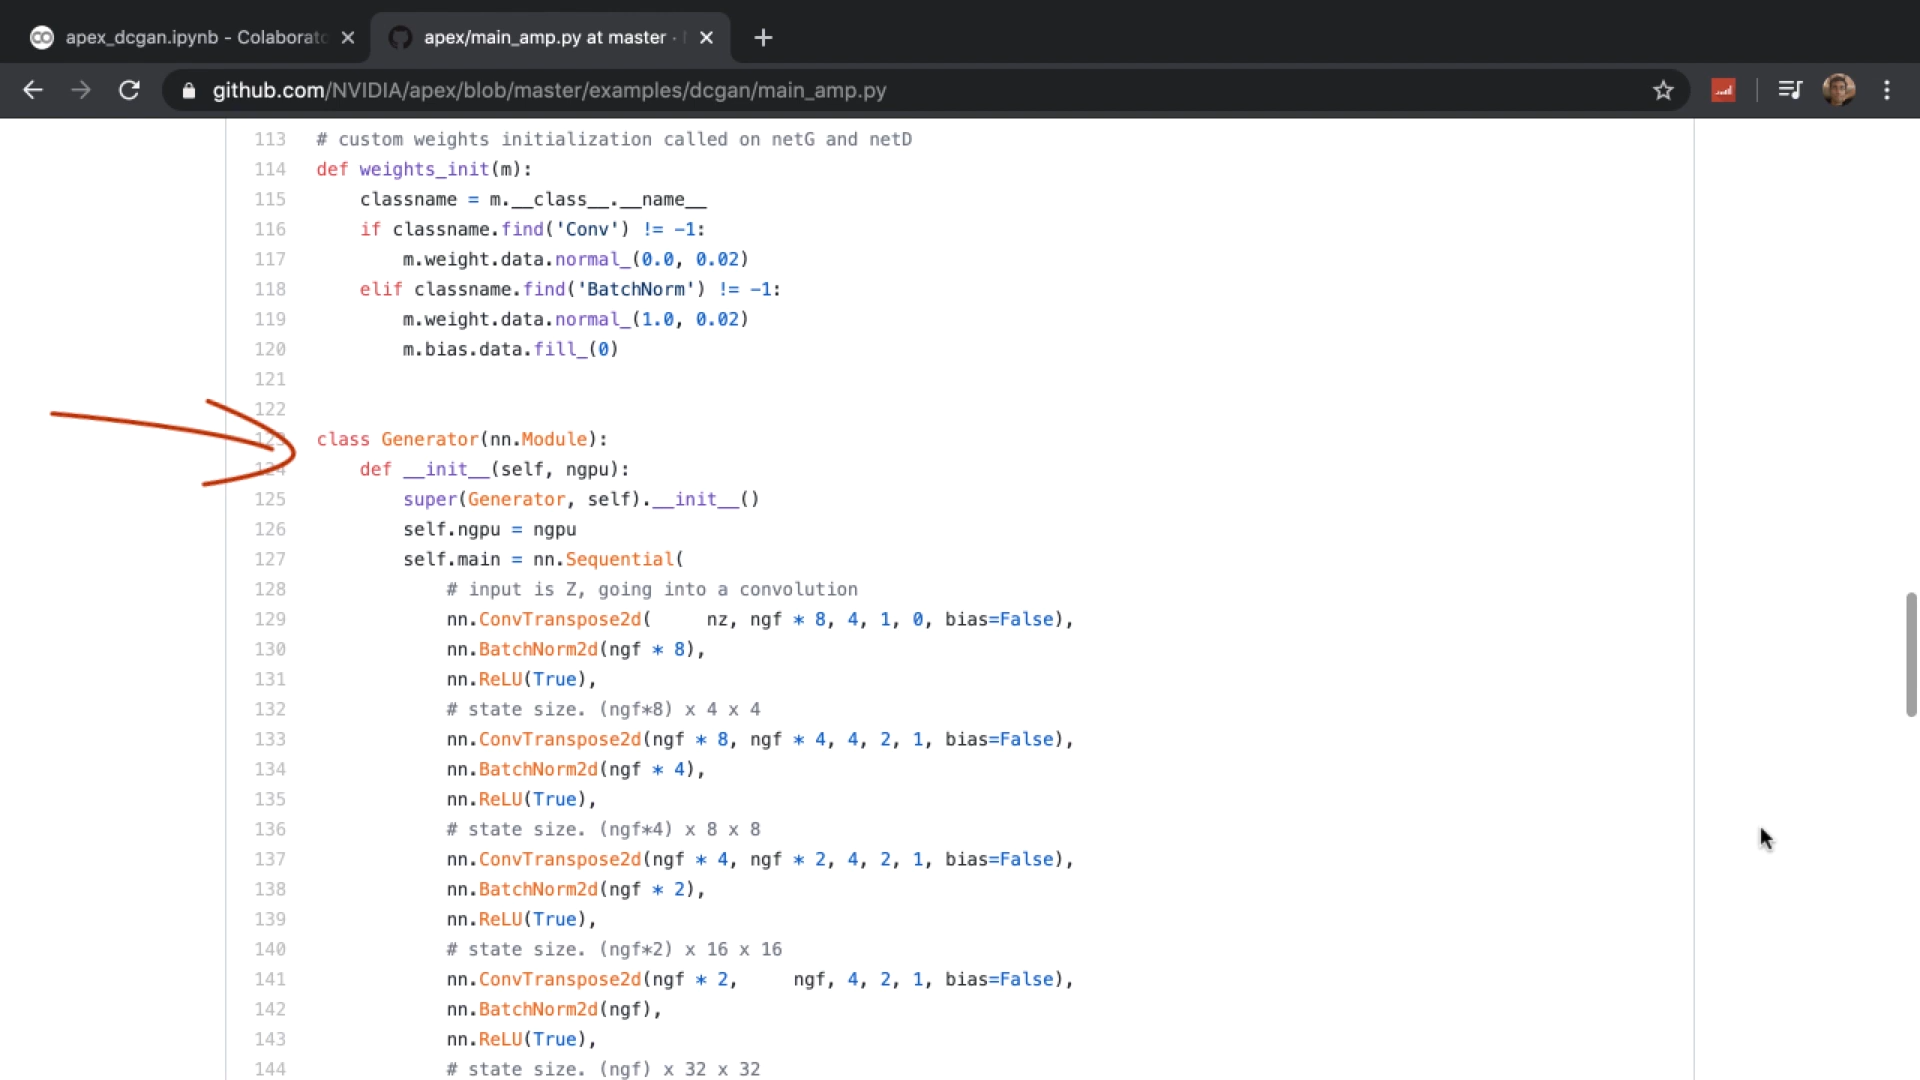 apex_dcgan.ipynb - Colaborato
apex/main_amp.py at master ·
github.com/NVIDIA/apex/blob/master/examples/dcgan/main_amp.py
113 # custom weights initialization called on netG and netD
114 def weights_init(m):
115     classname = m.__class__.__name__
116     if classname.find('Conv') != -1:
117         m.weight.data.normal_(0.0, 0.02)
118     elif classname.find('BatchNorm') != -1:
119         m.weight.data.normal_(1.0, 0.02)
120         m.bias.data.fill_(0)
121
122
123 class Generator(nn.Module):
124     def __init__(self, ngpu):
125         super(Generator, self).__init__()
126         self.ngpu = ngpu
127         self.main = nn.Sequential(
128             # input is Z, going into a convolution
129             nn.ConvTranspose2d(     nz, ngf * 8, 4, 1, 0, bias=False),
130             nn.BatchNorm2d(ngf * 8),
131             nn.ReLU(True),
132             # state size. (ngf*8) x 4 x 4
133             nn.ConvTranspose2d(ngf * 8, ngf * 4, 4, 2, 1, bias=False),
134             nn.BatchNorm2d(ngf * 4),
135             nn.ReLU(True),
136             # state size. (ngf*4) x 8 x 8
137             nn.ConvTranspose2d(ngf * 4, ngf * 2, 4, 2, 1, bias=False),
138             nn.BatchNorm2d(ngf * 2),
139             nn.ReLU(True),
140             # state size. (ngf*2) x 16 x 16
141             nn.ConvTranspose2d(ngf * 2,     ngf, 4, 2, 1, bias=False),
142             nn.BatchNorm2d(ngf),
143             nn.ReLU(True),
144             # state size. (ngf) x 32 x 32